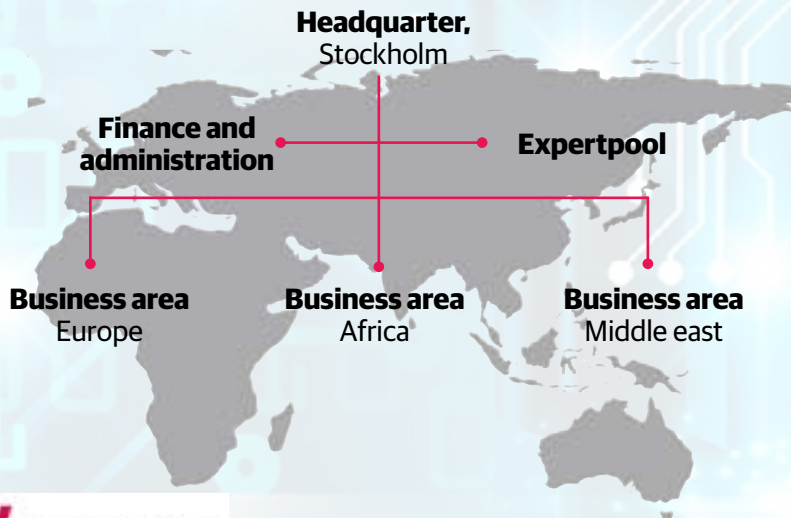 Headquarter,
Stockholm
Finance and
administration
Expertpool
Business area
Europe
Business area
Africa
Business area
Middle east